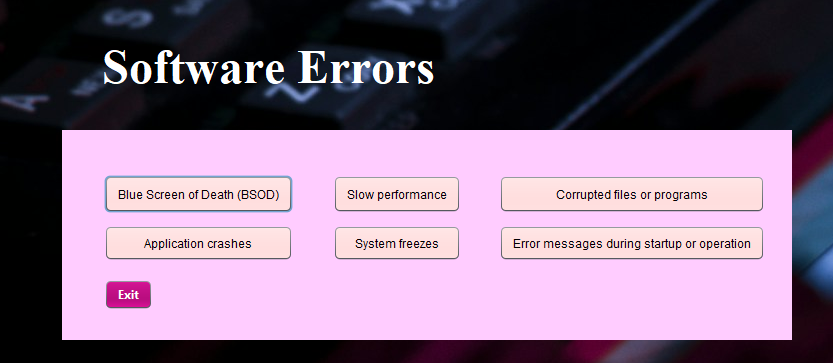 Software Errors
Blue Screen of Death (BSOD)
Slow performance
Corrupted files or programs
Application crashes
System freezes
Error messages during startup or operation
Exit